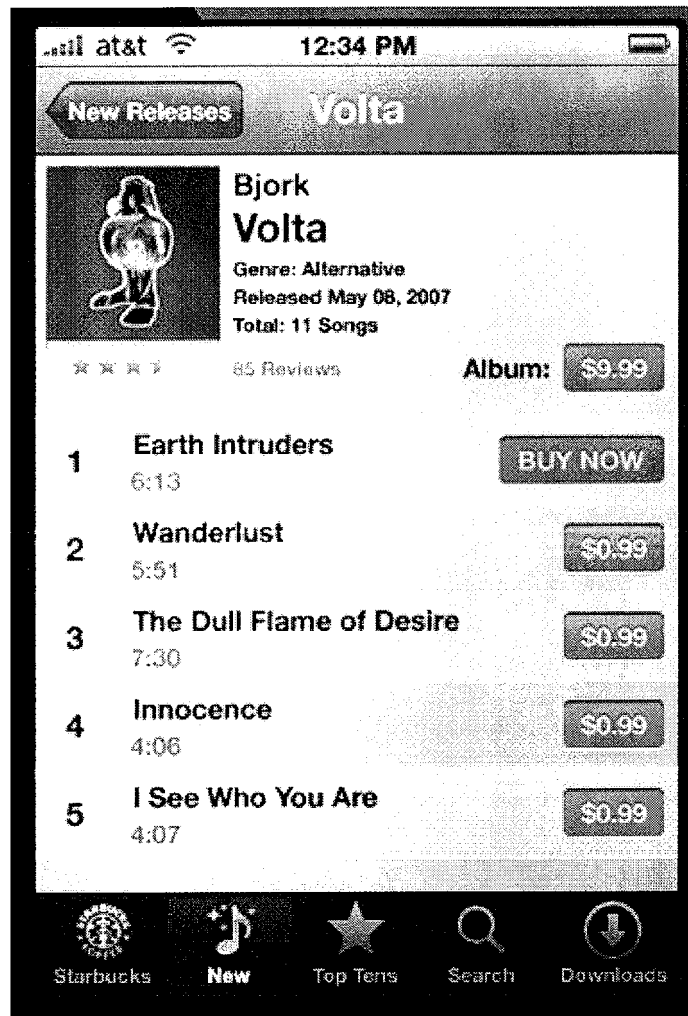 at&t 12:34 PM
New Releases Volta
Bjork
Volta
Genre: Alternative
Released May 08, 2007
Total: 11 Songs
85 Reviews Album: $9.99
1 Earth Intruders BUY NOW
6:13
2 Wanderlust $0.99
5:51
3 The Dull Flame of Desire $0.99
7:30
4 Innocence $0.99
4:06
5 I See Who You Are $0.99
4:07
STARBUCKS COFFEE
Starbucks New Top Tens Search Downloads